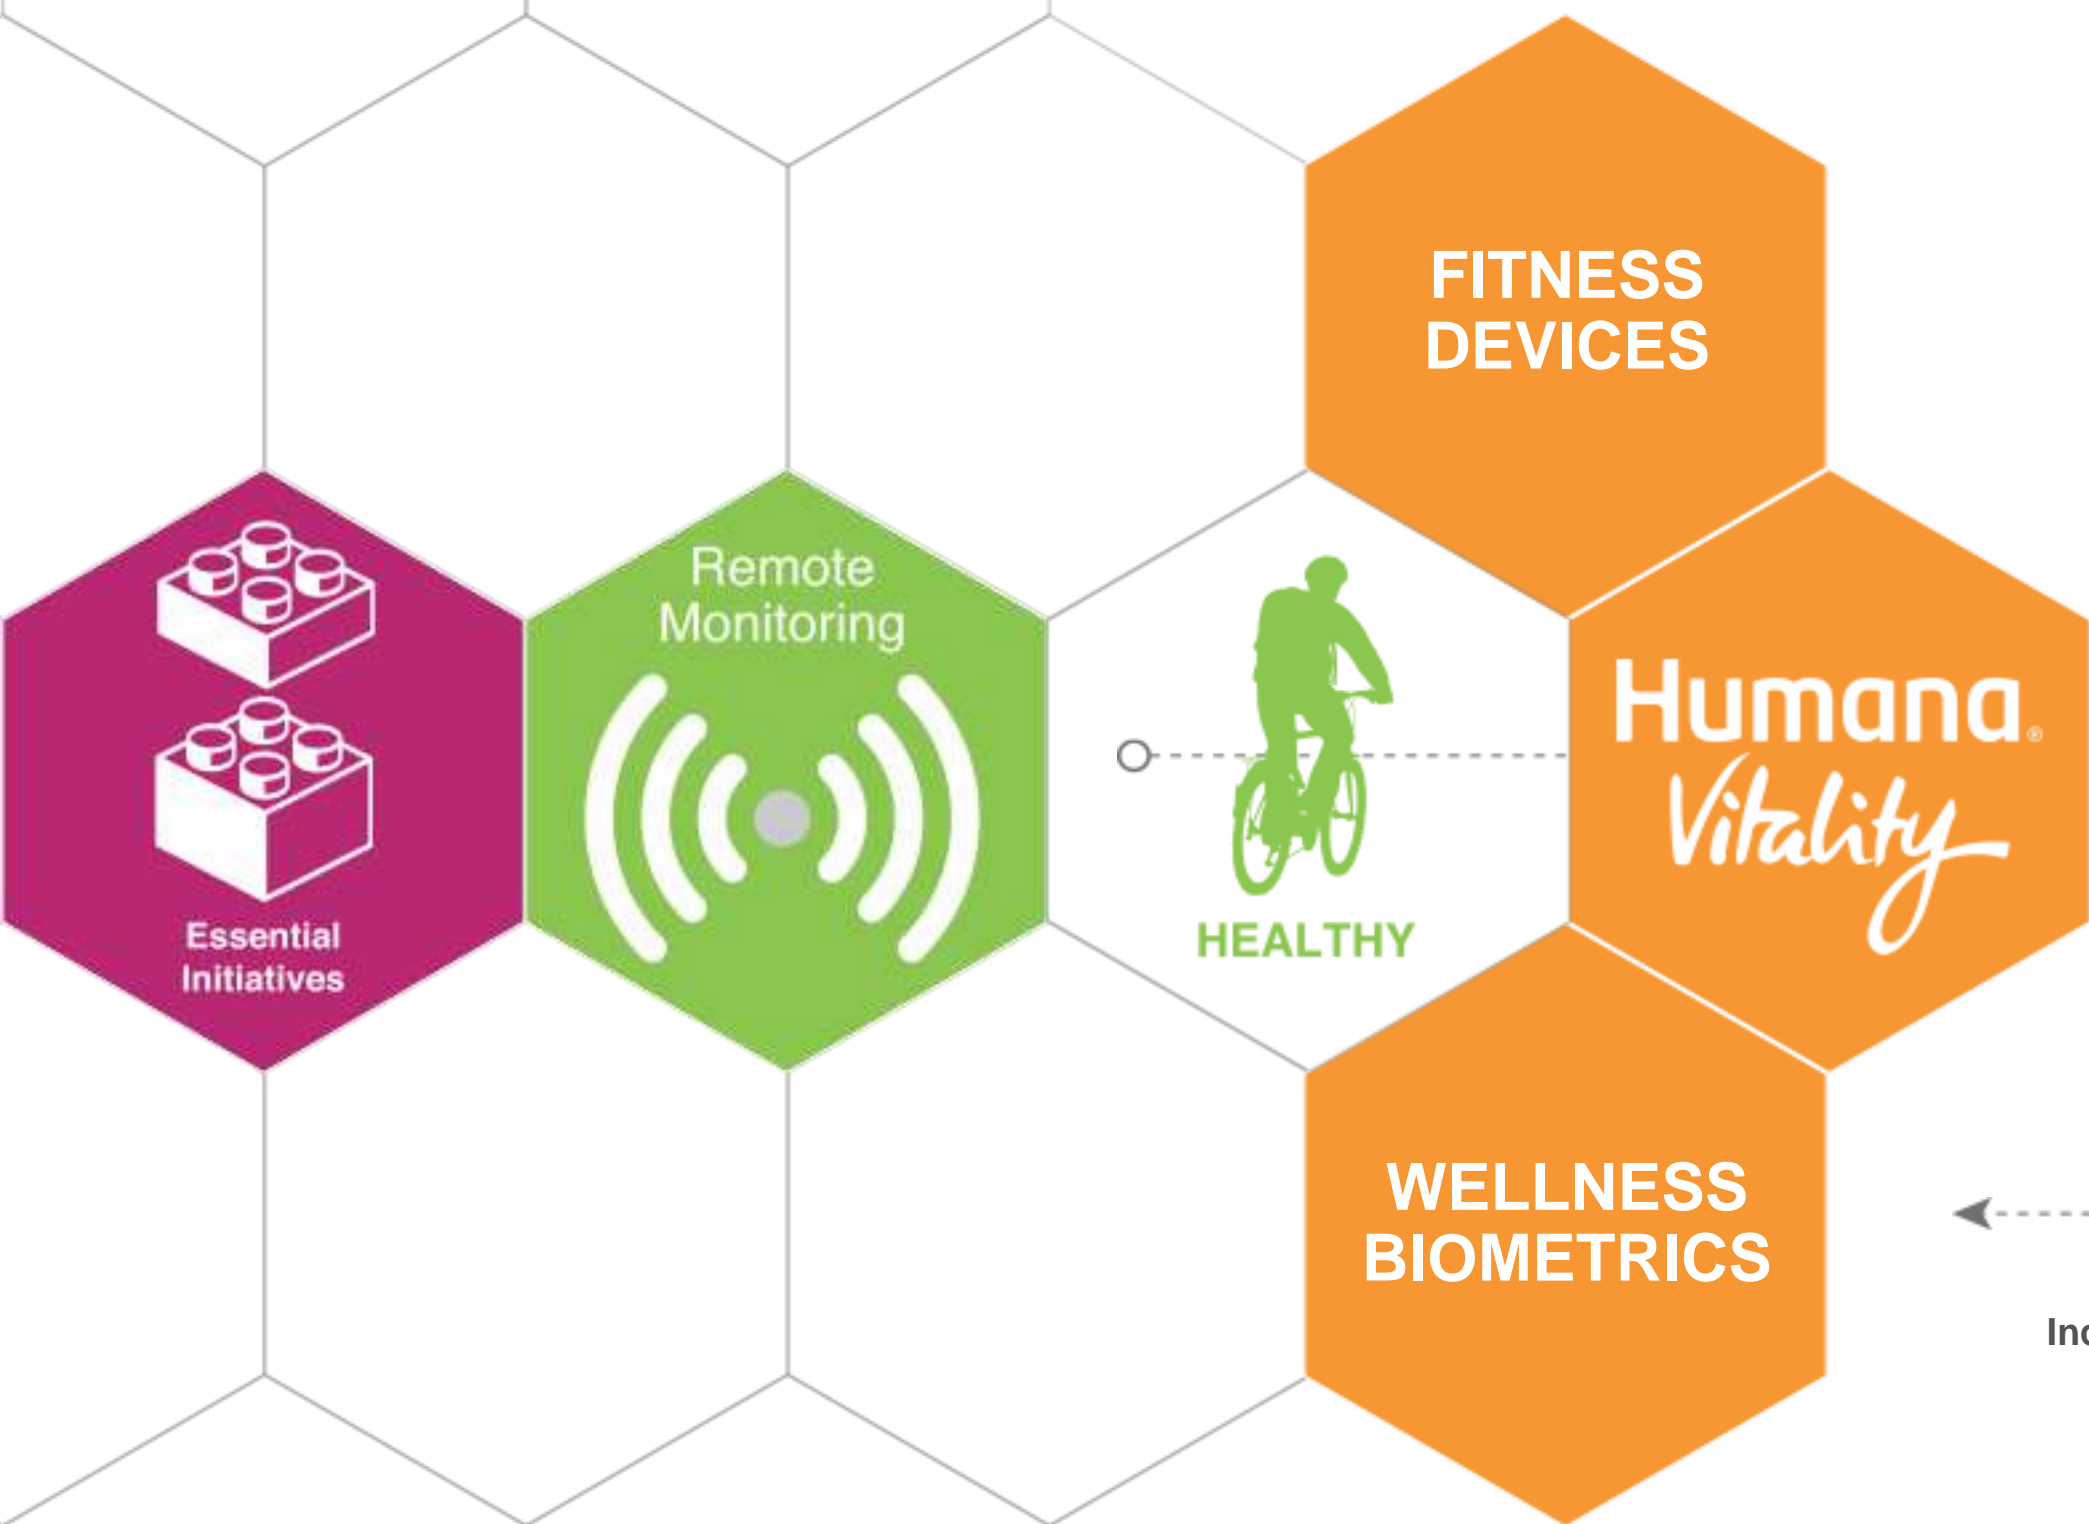 FITNESS
DEVICES
Remote
Monitoring
Humana®
Vitality
Essential
Initiatives
HEALTHY
WELLNESS
BIOMETRICS